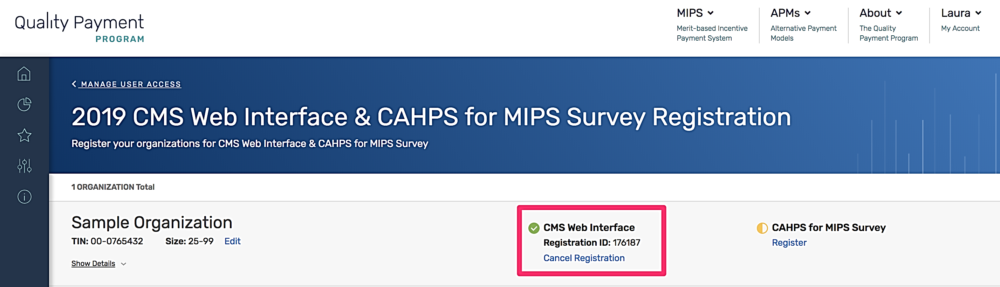 Quality Payment
PROGRAM
MIPS
Merit-based Incentive
Payment System
APMs
Alternative Payment
Models
About
The Quality
Payment Program
Laura
My Account
MANAGE USER ACCESS
2019 CMS Web Interface & CAHPS for MIPS Survey Registration
Register your organizations for CMS Web Interface & CAHPS for MIPS Survey
1 ORGANIZATION Total
Sample Organization
TIN: 00-0765432 Size: 25-99 Edit
Show Details
CMS Web Interface
Registration ID: 176187
Cancel Registration
CAHPS for MIPS Survey
Register